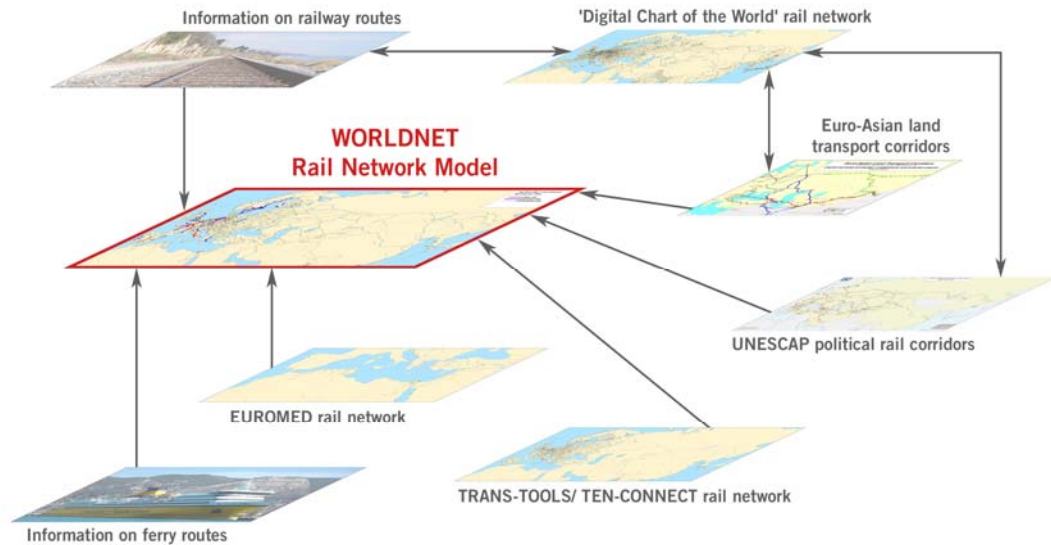 Information on railway routes
'Digital Chart of the World' rail network
WORLDNET
Rail Network Model
Euro-Asian land
transport corridors
UNESCAP political rail corridors
EUROMED rail network
TRANS-TOOLS/ TEN-CONNECT rail network
Information on ferry routes